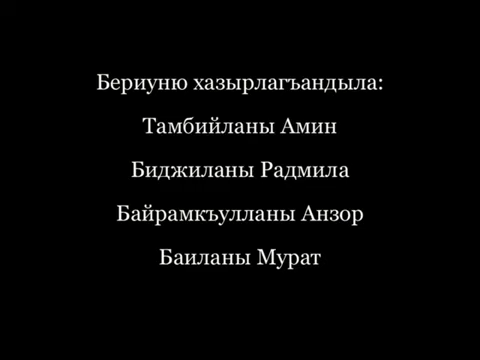 Бериуню хазырлагъандыла:
Тамбийланы Амин
Биджиланы Радмила
Байрамкъулланы Анзор
Баиланы Мурат